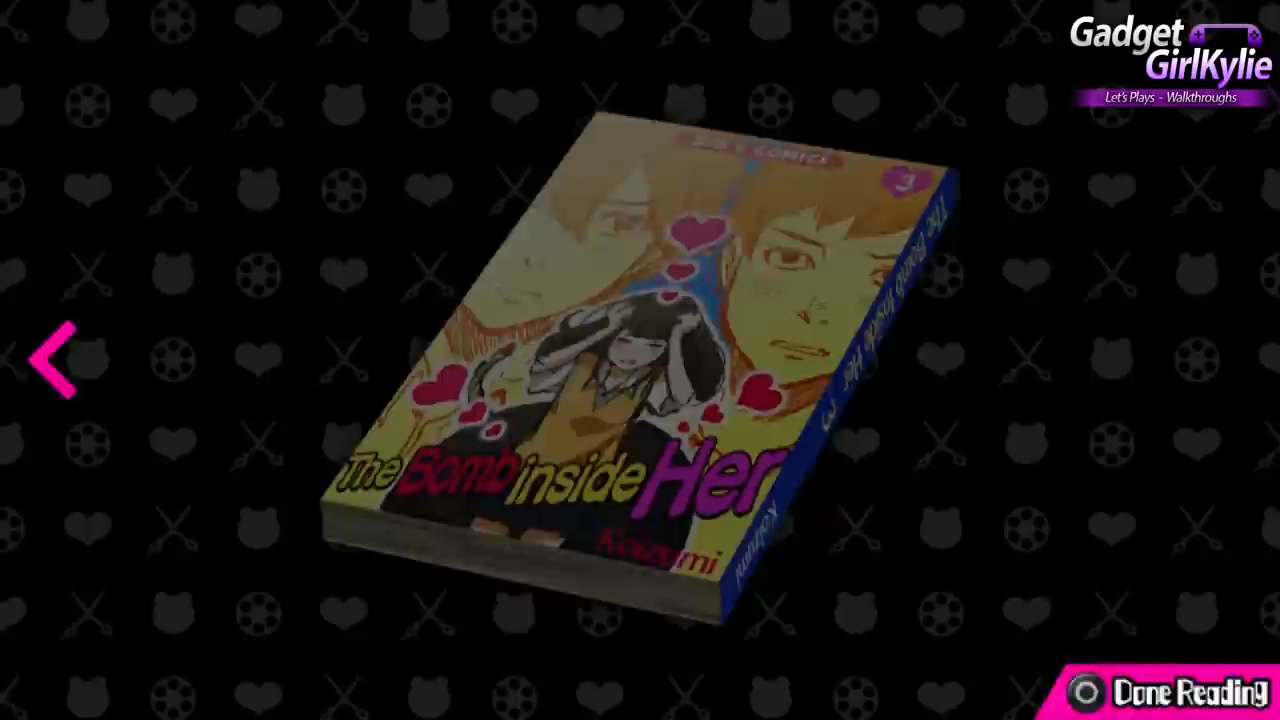 Gadget
GirlKylie
Let's Plays - Walkthroughs
COMICS
3
The Bomb Inside Her 3 Koizumi
The Bomb inside Her
Koizumi
Done Reading